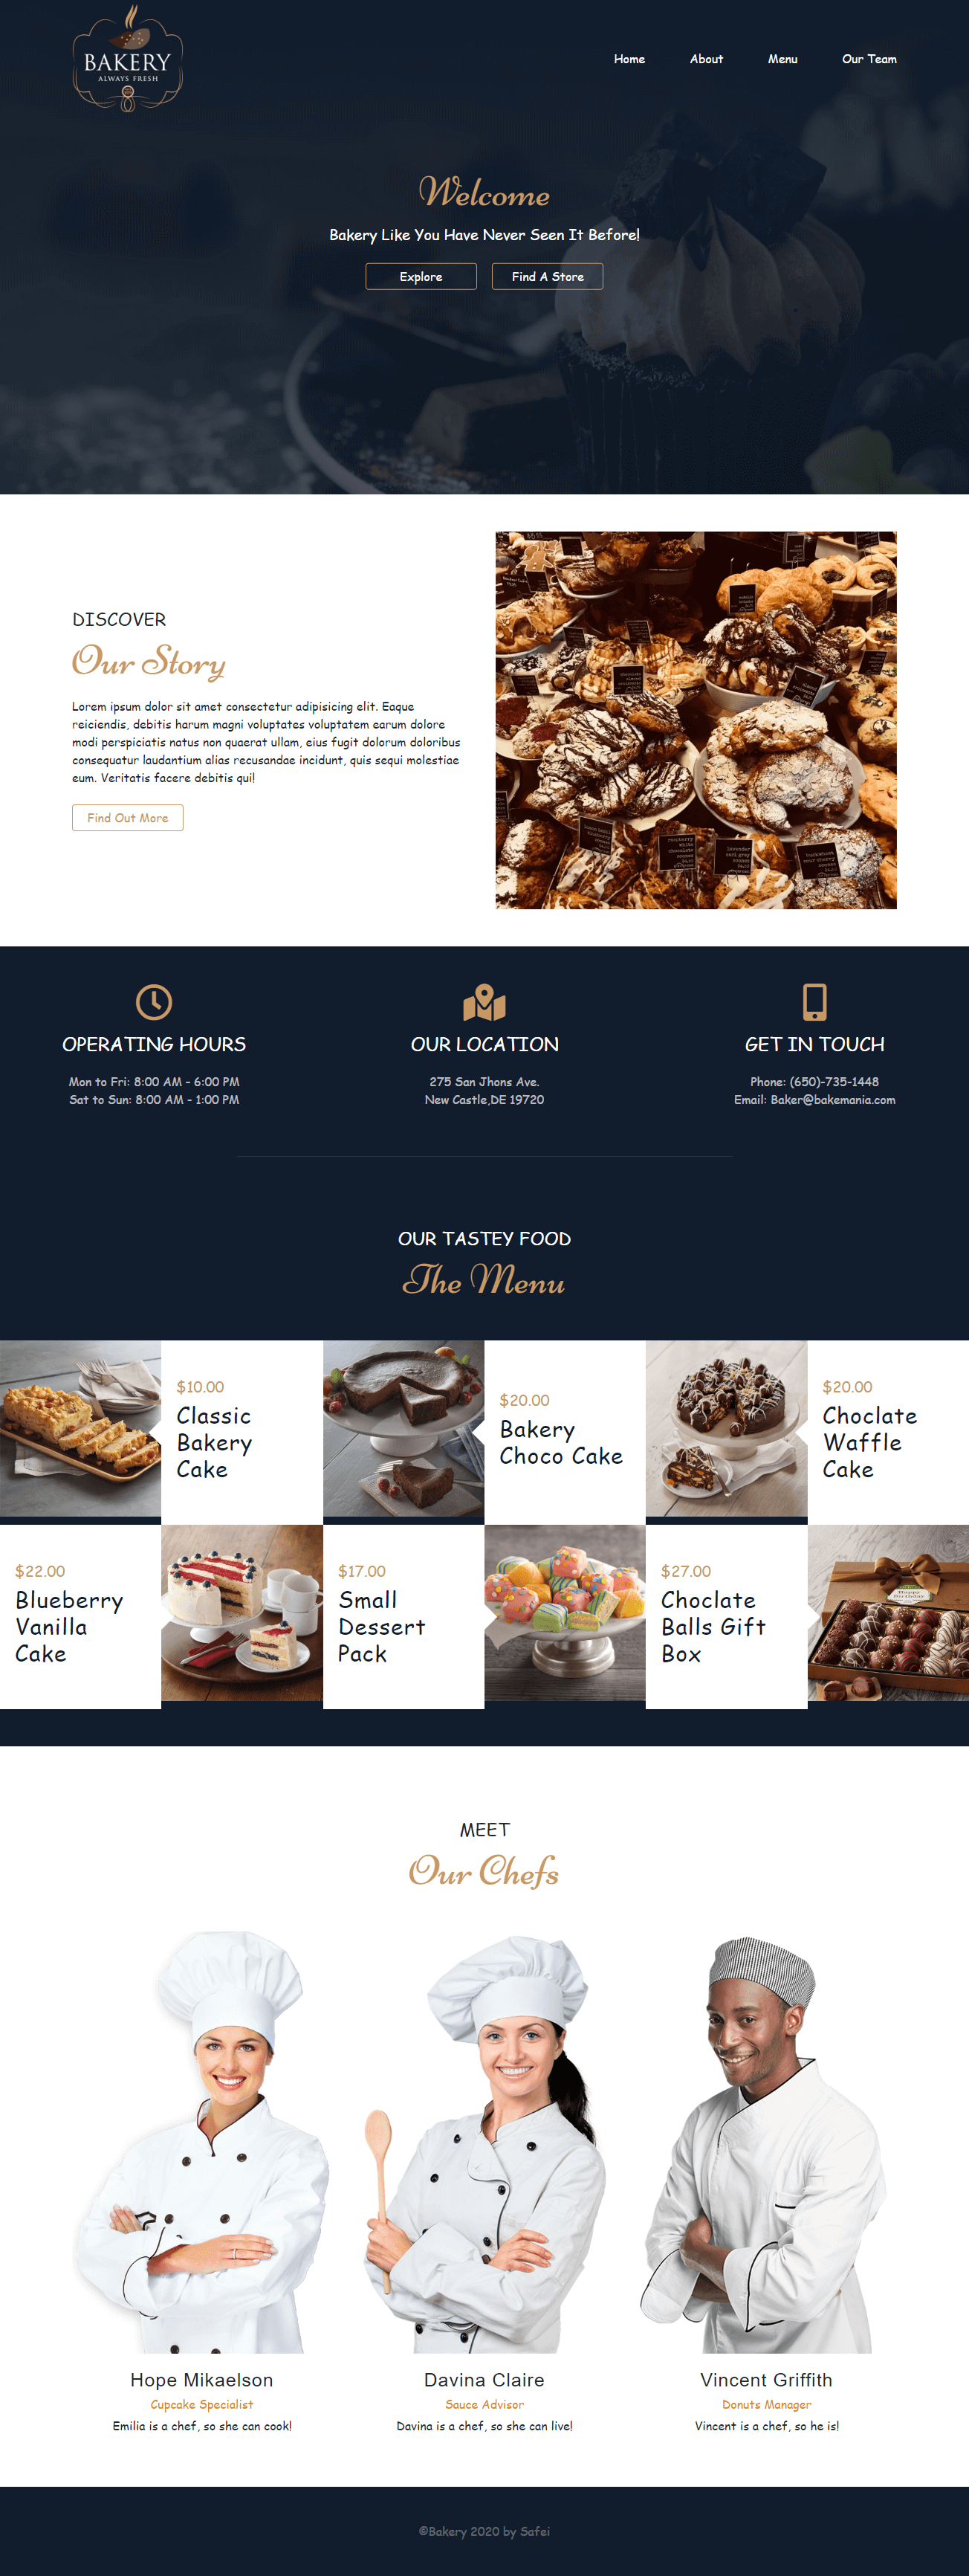 BAKERY
ALWAYS FRESH
Home About Menu Our Team
Welcome
Bakery Like You Have Never Seen It Before!
Explore Find A Store
DISCOVER
Our Story
Lorem ipsum dolor sit amet consectetur adipisicing elit. Eaque
reiciendis, debitis harum magni voluptates voluptatem earum dolore
modi perspiciatis natus non quaerat ullam, eius fugit dolorum doloribus
consequatur laudantium alias recusandae incidunt, quis sequi molestiae
eum. Veritatis facere debitis qui!
Find Out More
OPERATING HOURS
Mon to Fri: 8:00 AM - 6:00 PM
Sat to Sun: 8:00 AM - 1:00 PM
OUR LOCATION
275 San Jhons Ave.
New Castle,DE 19720
GET IN TOUCH
Phone: (650)-735-1448
Email: Baker@bakemania.com
OUR TASTEY FOOD
The Menu
$10.00
Classic
Bakery
Cake
$20.00
Bakery
Choco Cake
$20.00
Choclate
Waffle
Cake
$22.00
Blueberry
Vanilla
Cake
$17.00
Small
Dessert
Pack
$27.00
Choclate
Balls Gift
Box
MEET
Our Chefs
Hope Mikaelson
Cupcake Specialist
Emilia is a chef, so she can cook!
Davina Claire
Sauce Advisor
Davina is a chef, so she can live!
Vincent Griffith
Donuts Manager
Vincent is a chef, so he is!
©Bakery 2020 by Safei